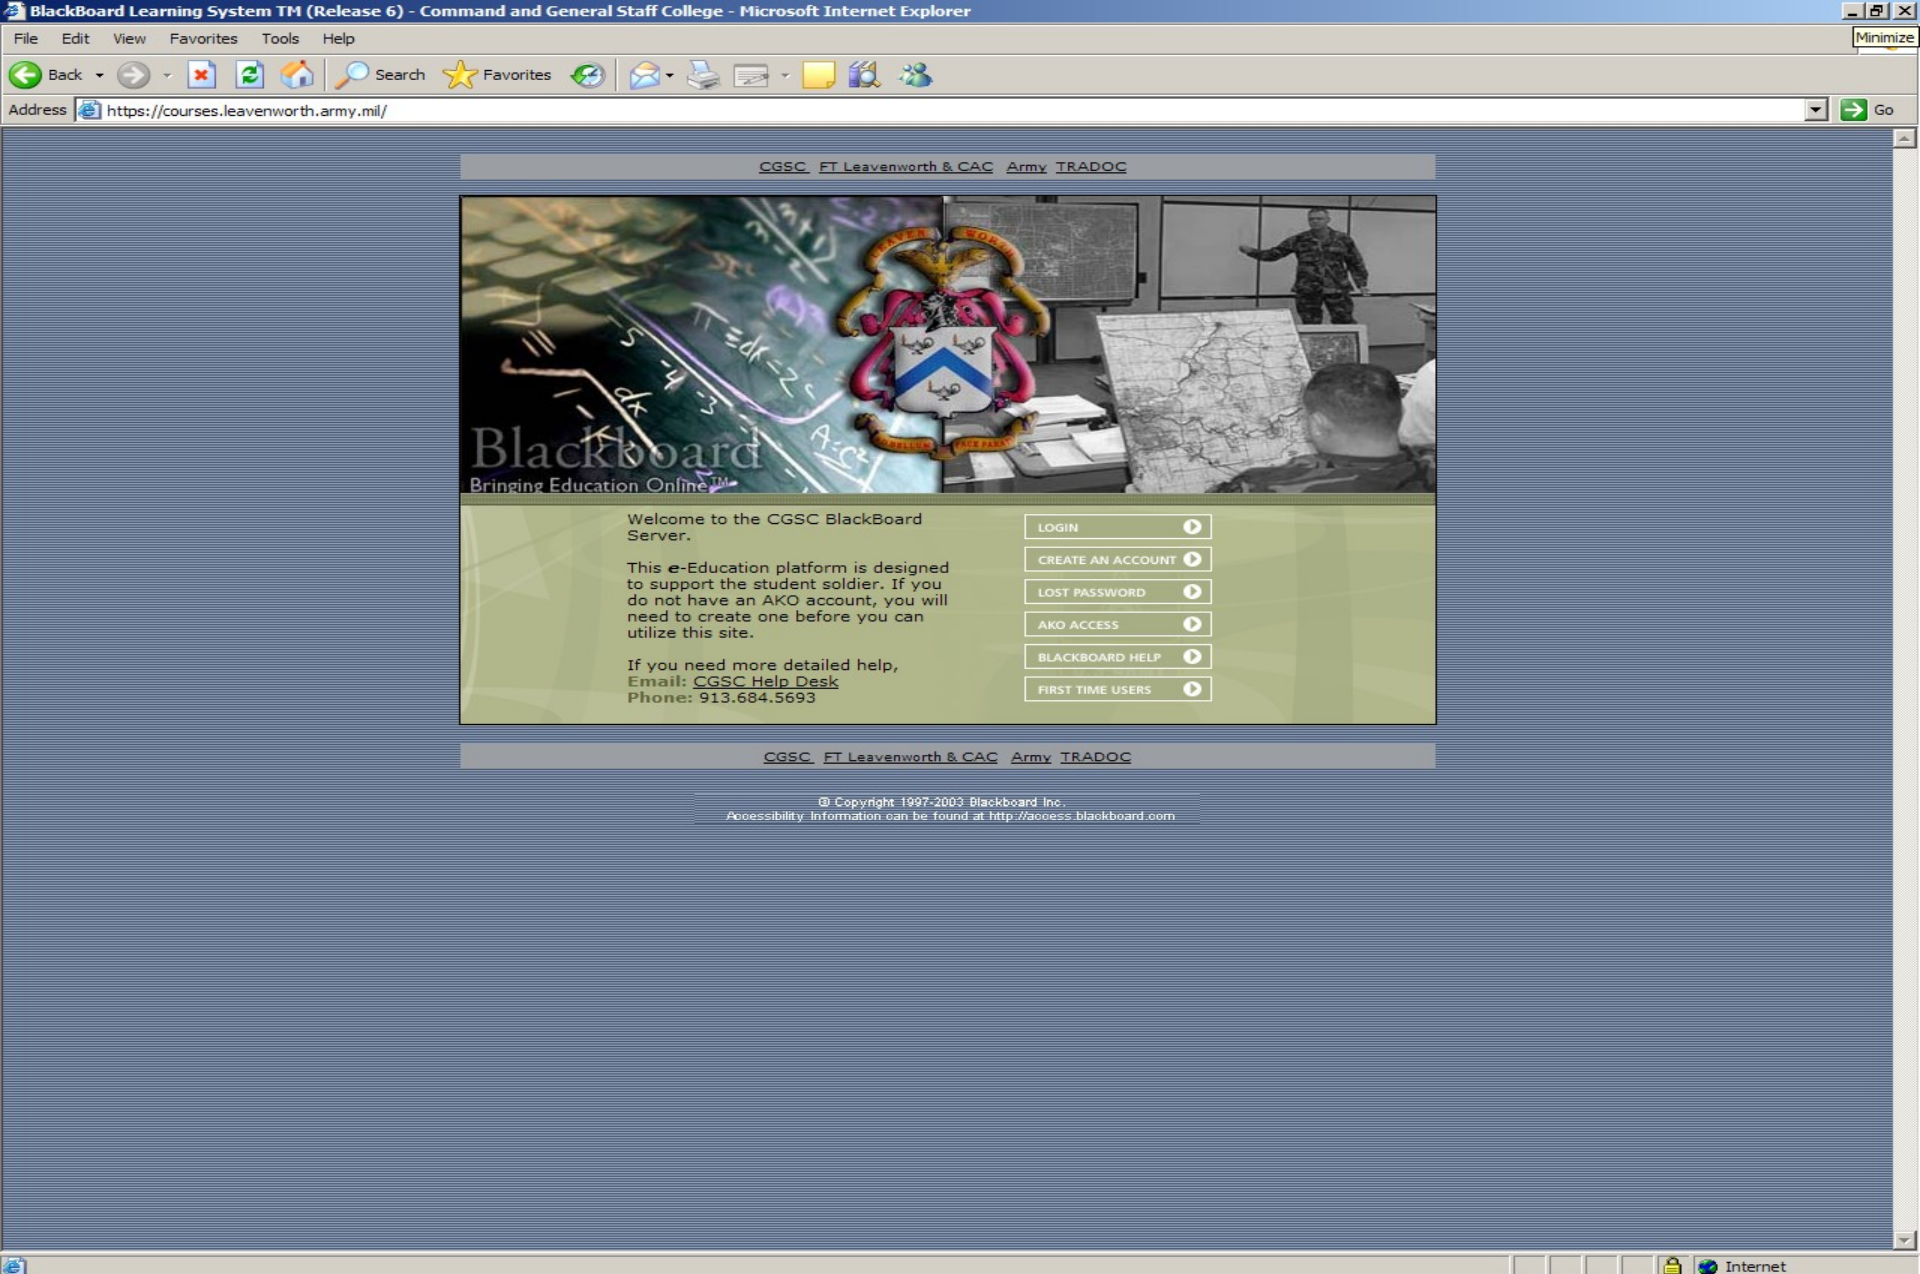 BlackBoard Learning System TM (Release 6) - Command and General Staff College - Microsoft Internet Explorer
File Edit View Favorites Tools Help
Minimize
Back Search Favorites
Address https://courses.leavenworth.army.mil/ Go
CGSC FT Leavenworth & CAC Army TRADOC
LEAVEN WORTH
Blackboard
Bringing Education Online™
Welcome to the CGSC BlackBoard
Server.
This e-Education platform is designed
to support the student soldier. If you
do not have an AKO account, you will
need to create one before you can
utilize this site.
If you need more detailed help,
Email: CGSC Help Desk
Phone: 913.684.5693
LOGIN
CREATE AN ACCOUNT
LOST PASSWORD
AKO ACCESS
BLACKBOARD HELP
FIRST TIME USERS
CGSC FT Leavenworth & CAC Army TRADOC
© Copyright 1997-2003 Blackboard Inc.
Accessibility Information can be found at http://access.blackboard.com
Internet